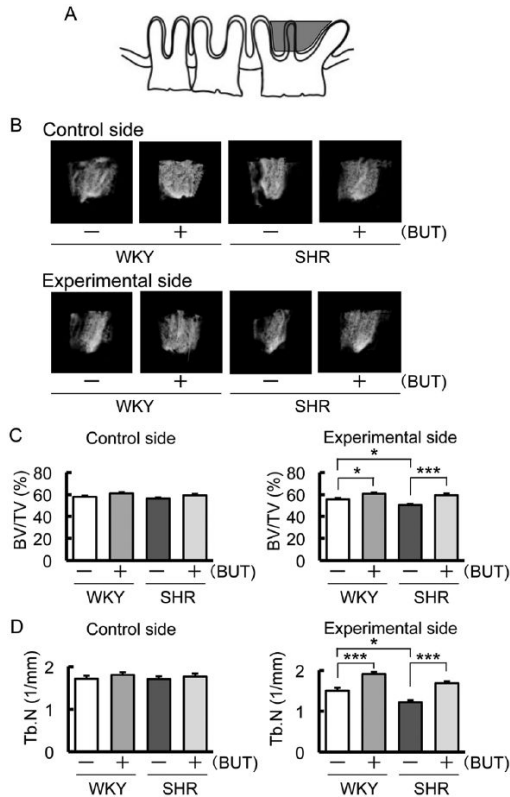 A
B
Control side
− + − + (BUT)
WKY SHR
Experimental side
− + − + (BUT)
WKY SHR
C
Control side
BV/TV (%)
80
60
40
20
0
− + − + (BUT)
WKY SHR
Experimental side
* * ***
BV/TV (%)
80
60
40
20
0
− + − + (BUT)
WKY SHR
D
Control side
Tb.N (1/mm)
2
1
0
− + − + (BUT)
WKY SHR
Experimental side
* *** ***
Tb.N (1/mm)
2
1
0
− + − + (BUT)
WKY SHR